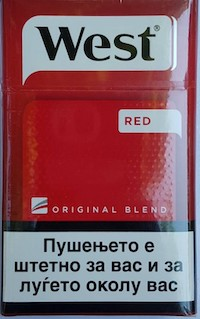 West®
RED
ORIGINAL BLEND
Пушењето е
штетно за вас и за
луѓето околу вас